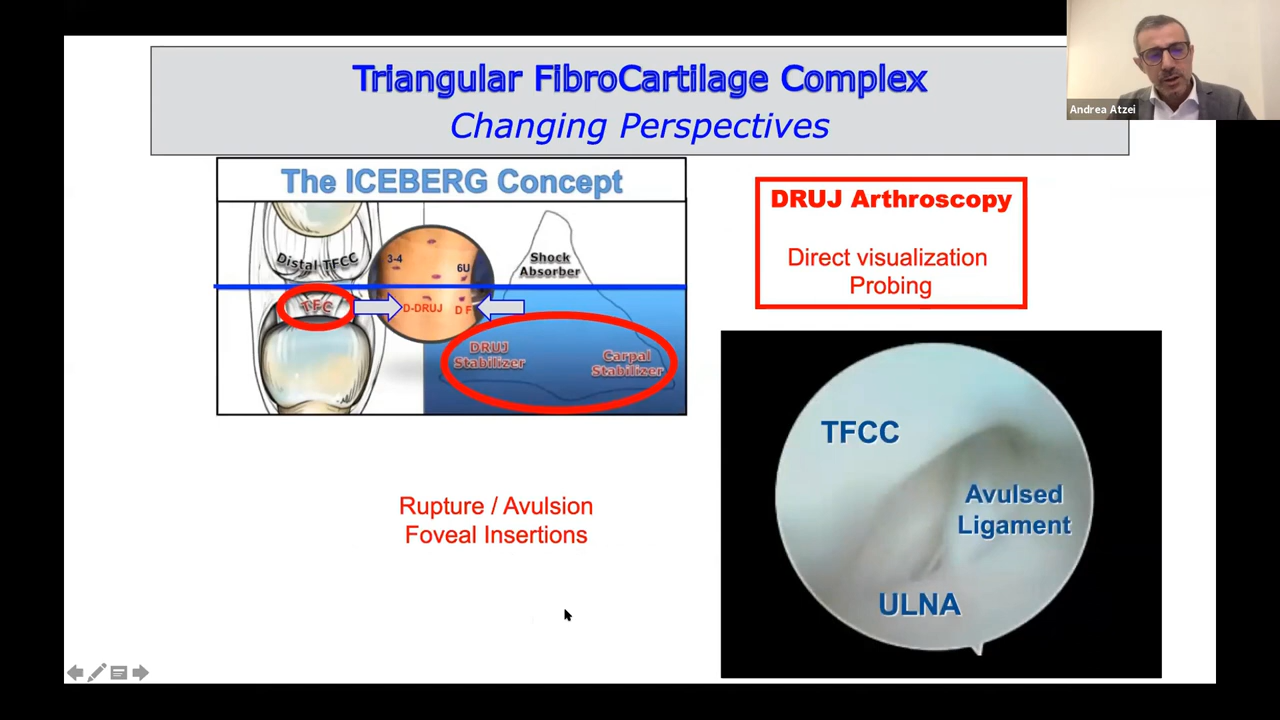 Triangular FibroCartilage Complex
Changing Perspectives
Andrea Atzei
The ICEBERG Concept
Distal TFCC
3-4
6U
Shock
Absorber
TFC
D-DRUJ
D F
DRUJ
Stabilizer
Carpal
Stabilizer
DRUJ Arthroscopy
Direct visualization
Probing
Rupture / Avulsion
Foveal Insertions
TFCC
Avulsed
Ligament
ULNA